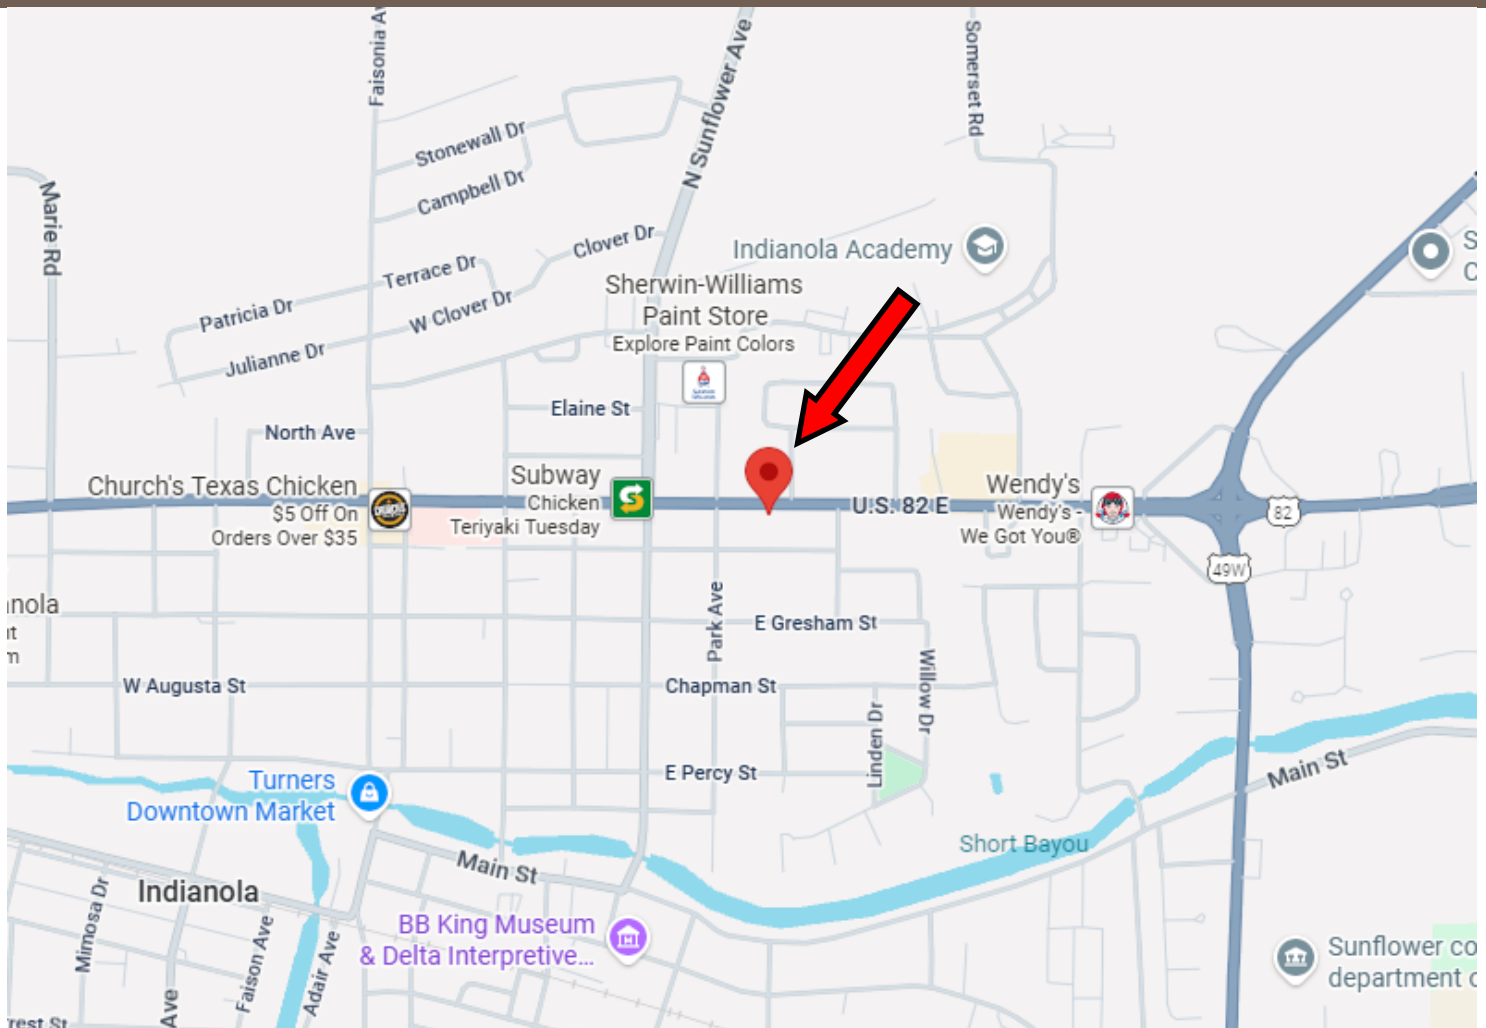 Faisonia Av
N Sunflower Ave
Somerset Rd
Stonewall Dr
Campbell Dr
Marie Rd
Clover Dr
Terrace Dr
Patricia Dr
W Clover Dr
Julianne Dr
Indianola Academy
S
C
Sherwin-Williams
Paint Store
Explore Paint Colors
Elaine St
North Ave
Church's Texas Chicken
$5 Off On
Orders Over $35
Subway
Chicken
Teriyaki Tuesday
U.S. 82 E
Wendy's
Wendy's -
We Got You®
82
49W
anola
nt
m
Park Ave
E Gresham St
W Augusta St
Chapman St
Willow Dr
Linden Dr
E Percy St
Turners
Downtown Market
Main St
Short Bayou
Main St
Indianola
Mimosa Dr
Faison Ave
Adair Ave
Ave
BB King Museum
& Delta Interpretive...
Sunflower co
department o
rest St